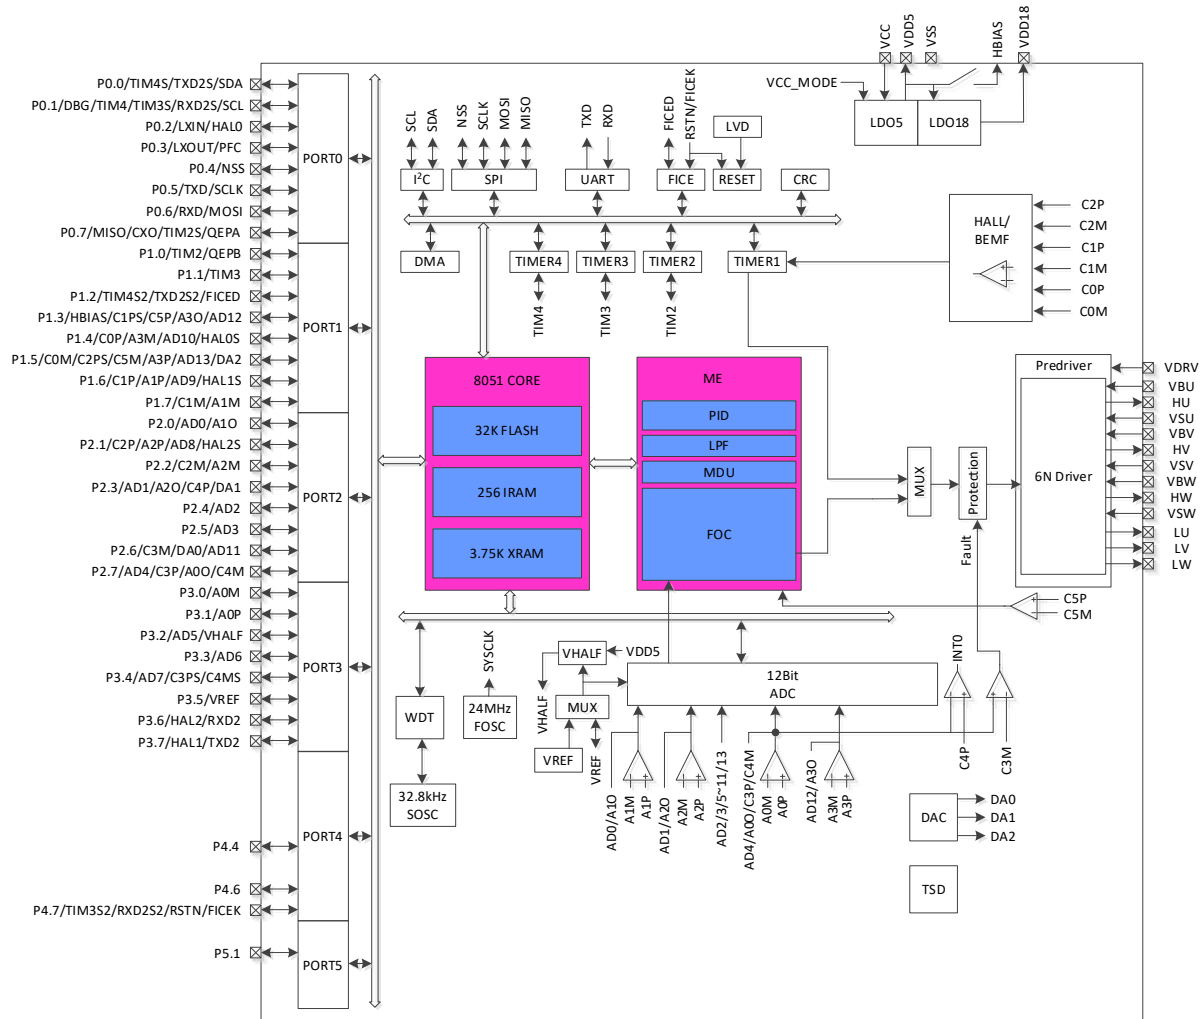 VCC
VDD5
VSS
HBIAS
VDD18
VCC_MODE
LDO5
LDO18
P0.0/TIM4S/TXD2S/SDA
P0.1/DBG/TIM4/TIM3S/RXD2S/SCL
P0.2/LXIN/HAL0
P0.3/LXOUT/PFC
P0.4/NSS
P0.5/TXD/SCLK
P0.6/RXD/MOSI
P0.7/MISO/CXO/TIM2S/QEPA
P1.0/TIM2/QEPB
P1.1/TIM3
P1.2/TIM4S2/TXD2S2/FICED
P1.3/HBIAS/C1PS/C5P/A3O/AD12
P1.4/C0P/A3M/AD10/HAL0S
P1.5/C0M/C2PS/C5M/A3P/AD13/DA2
P1.6/C1P/A1P/AD9/HAL1S
P1.7/C1M/A1M
P2.0/AD0/A1O
P2.1/C2P/A2P/AD8/HAL2S
P2.2/C2M/A2M
P2.3/AD1/A2O/C4P/DA1
P2.4/AD2
P2.5/AD3
P2.6/C3M/DA0/AD11
P2.7/AD4/C3P/A0O/C4M
P3.0/A0M
P3.1/A0P
P3.2/AD5/VHALF
P3.3/AD6
P3.4/AD7/C3PS/C4MS
P3.5/VREF
P3.6/HAL2/RXD2
P3.7/HAL1/TXD2
P4.4
P4.6
P4.7/TIM3S2/RXD2S2/RSTN/FICEK
P5.1
PORT0
PORT1
PORT2
PORT3
PORT4
PORT5
SCL
SDA
NSS
SCLK
MOSI
MISO
TXD
RXD
FICED
RSTN/FICEK
LVD
I²C
SPI
UART
FICE
RESET
CRC
DMA
TIMER4
TIMER3
TIMER2
TIMER1
TIM4
TIM3
TIM2
HALL/
BEMF
C2P
C2M
C1P
C1M
C0P
C0M
8051 CORE
32K FLASH
256 IRAM
3.75K XRAM
ME
PID
LPF
MDU
FOC
MUX
Protection
Fault
Predriver
6N Driver
VDRV
VBU
HU
VSU
VBV
HV
VSV
VBW
HW
VSW
LU
LV
LW
C5P
C5M
SYSCLK
WDT
24MHz
FOSC
32.8kHz
SOSC
VHALF
VDD5
VHALF
MUX
VREF
VREF
12Bit
ADC
INT0
C4P
C3M
AD0/A1O
A1M
A1P
AD1/A2O
A2M
A2P
AD2/3/5~11/13
AD4/A0O/C3P/C4M
A0M
A0P
AD12/A3O
A3M
A3P
DAC
DA0
DA1
DA2
TSD